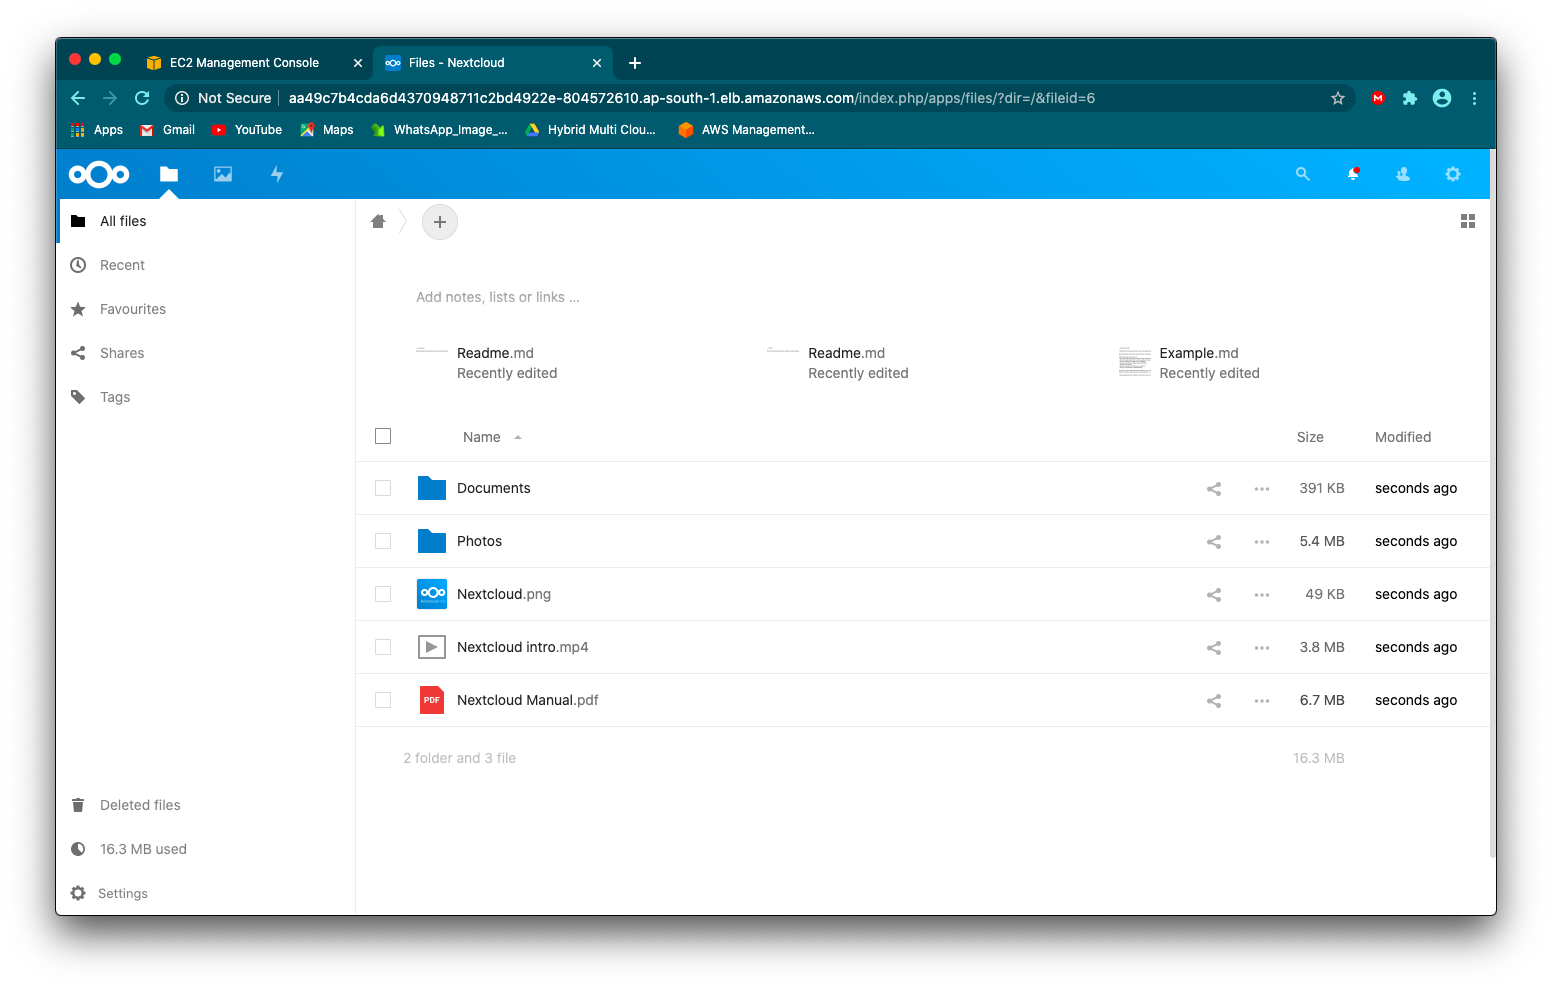 EC2 Management Console
Files - Nextcloud
Not Secure
aa49c7b4cda6d4370948711c2bd4922e-804572610.ap-south-1.elb.amazonaws.com/index.php/apps/files/?dir=/&fileid=6
Apps
Gmail
YouTube
Maps
WhatsApp_Image_...
Hybrid Multi Clou...
AWS Management...
All files
Recent
Favourites
Shares
Tags
Add notes, lists or links ...
Readme.md
Recently edited
Readme.md
Recently edited
Example.md
Recently edited
Name Size Modified
Documents 391 KB seconds ago
Photos 5.4 MB seconds ago
Nextcloud.png 49 KB seconds ago
Nextcloud intro.mp4 3.8 MB seconds ago
PDF Nextcloud Manual.pdf 6.7 MB seconds ago
2 folder and 3 file 16.3 MB
Deleted files
16.3 MB used
Settings